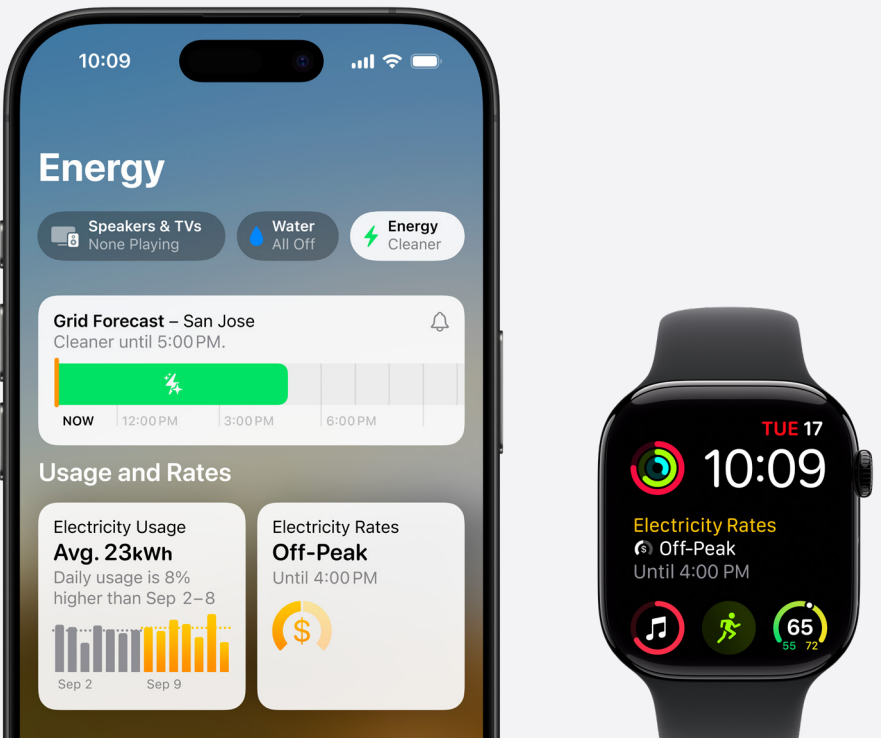 10:09
Energy
Speakers & TVs
None Playing
Water
All Off
Energy
Cleaner
Grid Forecast – San Jose
Cleaner until 5:00 PM.
NOW
12:00 PM
3:00 PM
6:00 PM
Usage and Rates
Electricity Usage
Avg. 23kWh
Daily usage is 8%
higher than Sep 2–8
Sep 2
Sep 9
Electricity Rates
Off-Peak
Until 4:00 PM
$
TUE 17
10:09
Electricity Rates
$ Off-Peak
Until 4:00 PM
65
55 72